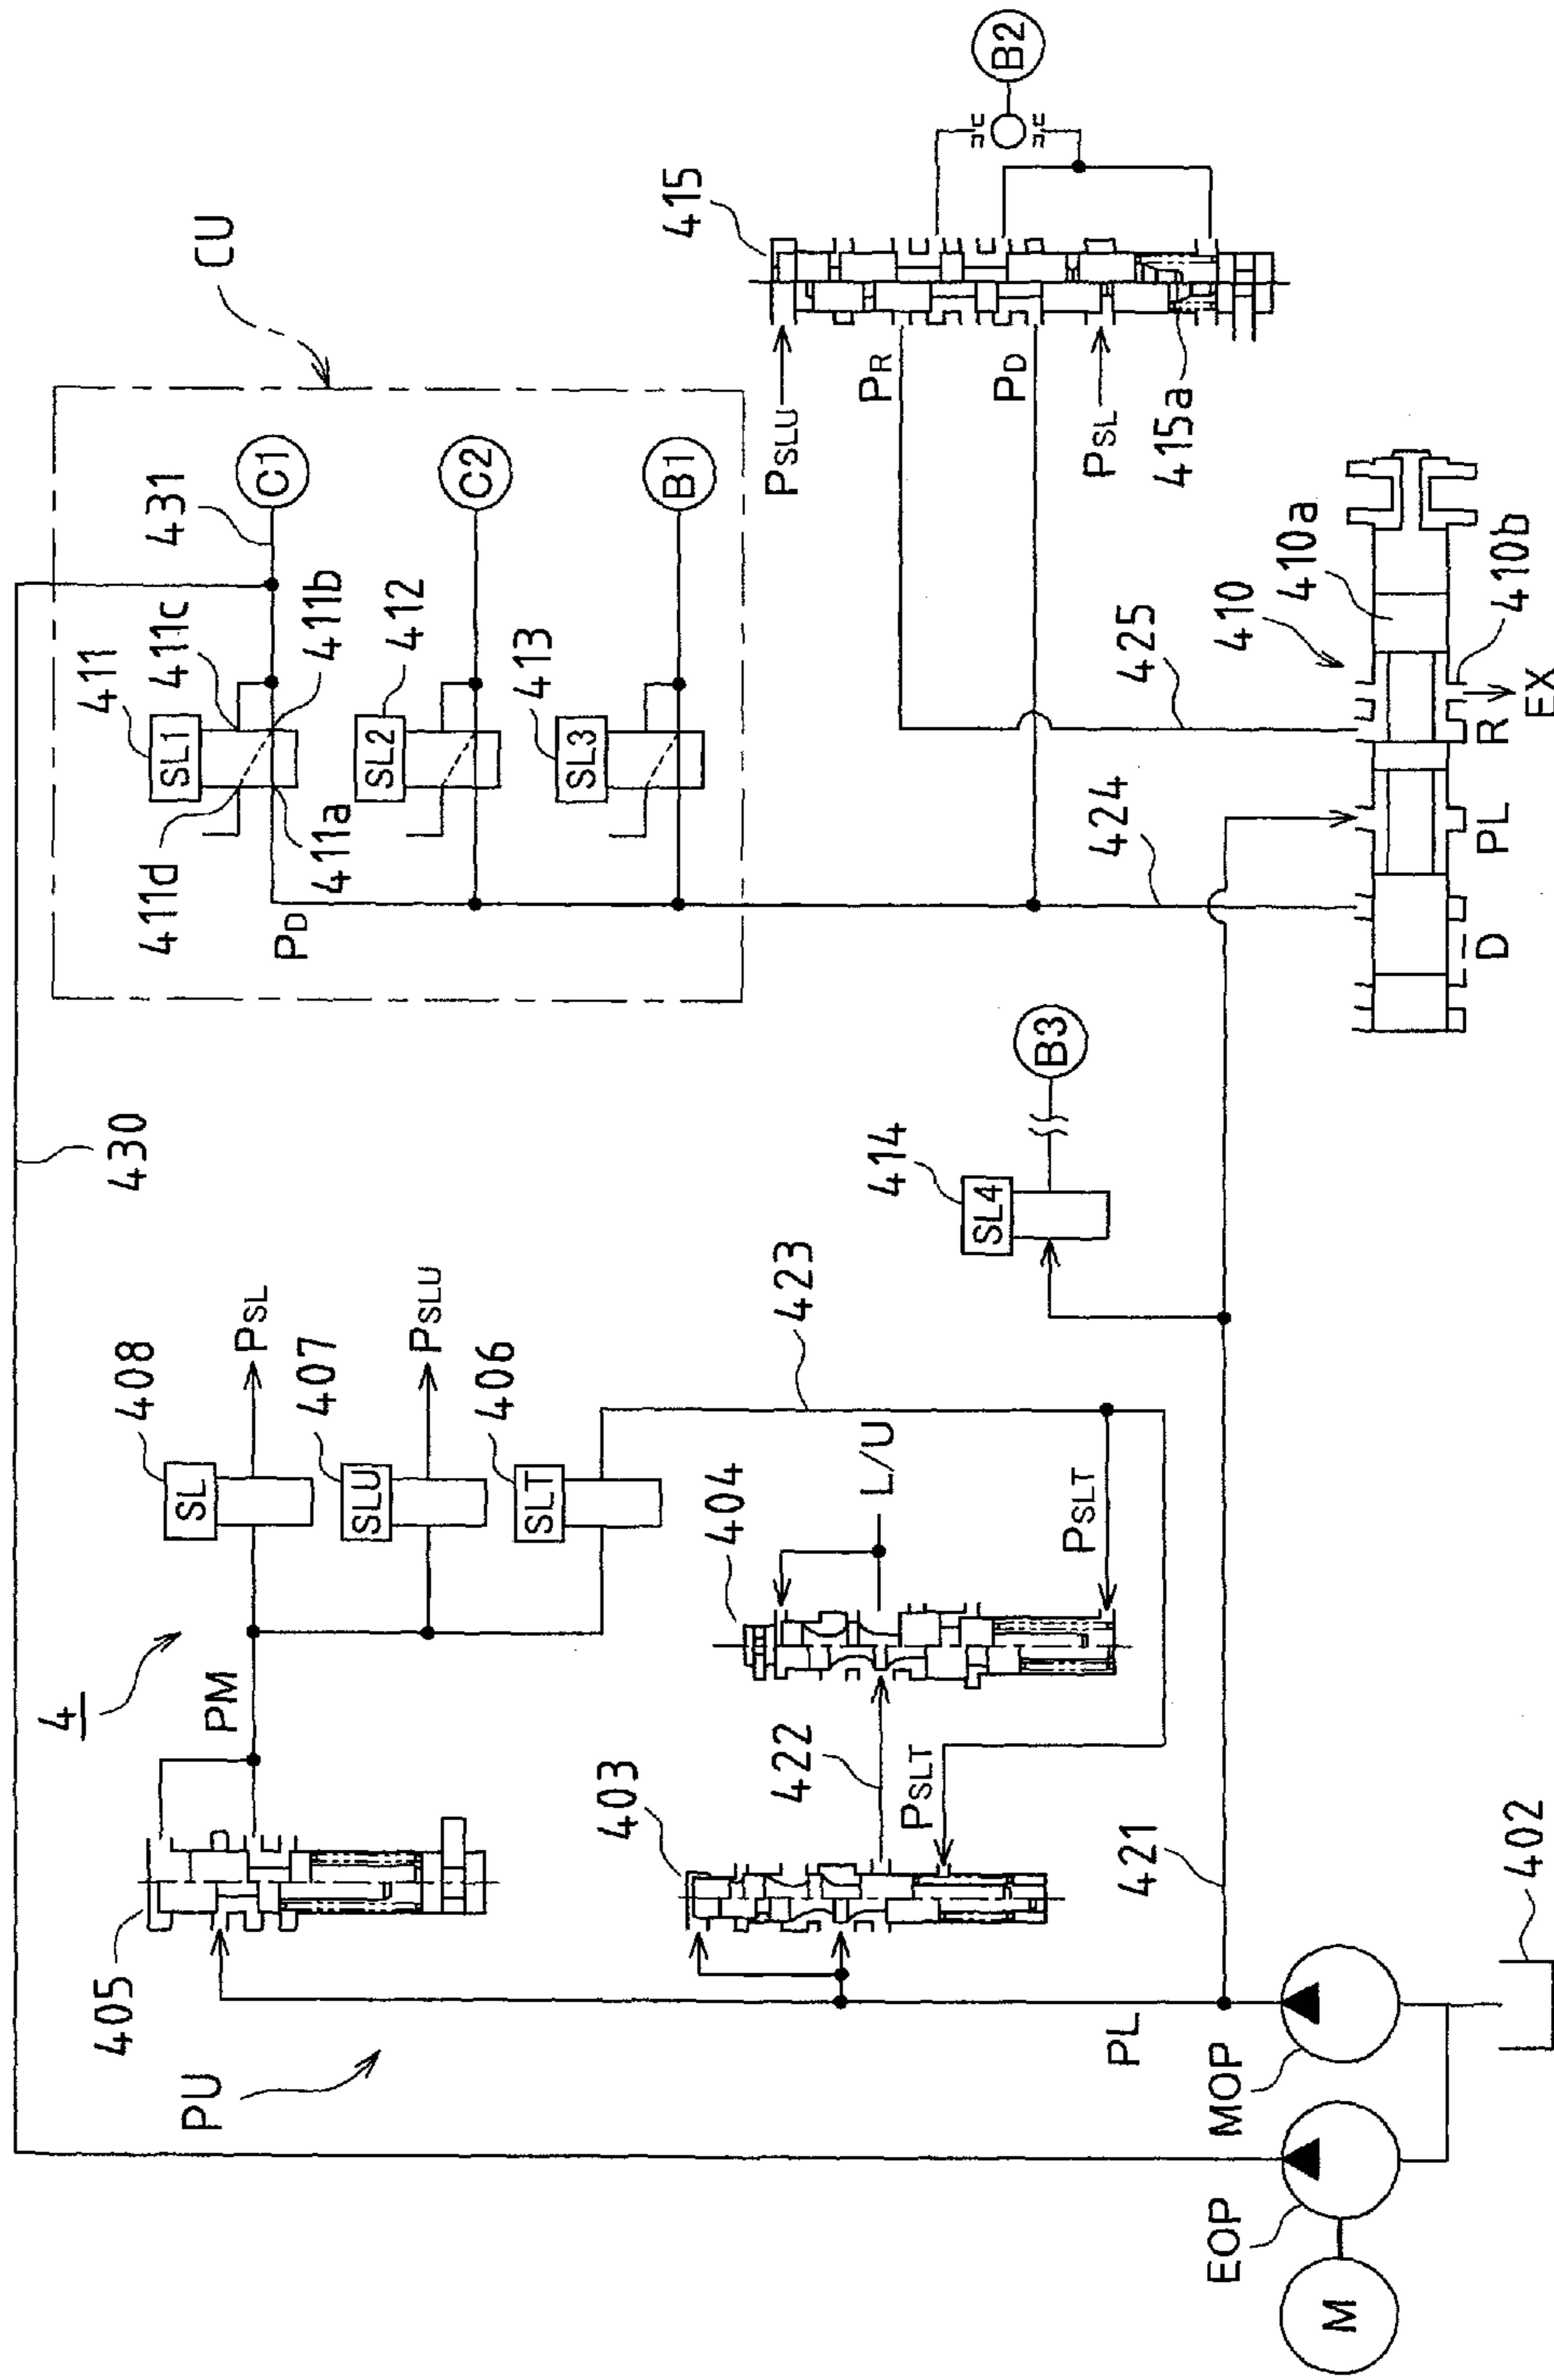 430
4
405
408
411d
411
SL
SL1
411c
CU
PU
PM
PSL
PD
C1
431
407
411a
411b
SLU
PSLU
SL2
412
C2
406
SLT
SL3
413
B1
403
404
415
422
L/U
423
PSLU
PSLT
PSLT
414
SL4
PR
PD
B2
B3
PSL
424
425
415a
PL
421
EOP
MOP
410
410a
M
402
D
PL
R
410b
EX